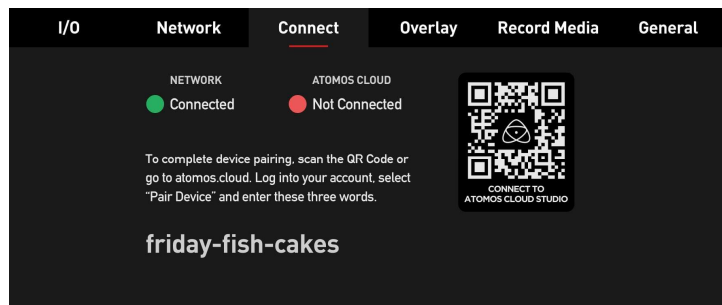 I/O Network Connect Overlay Record Media General
NETWORK ATOMOS CLOUD
Connected Not Connected
To complete device pairing, scan the QR Code or
go to atomos.cloud. Log into your account, select
“Pair Device” and enter these three words.
friday-fish-cakes
CONNECT TO
ATOMOS CLOUD STUDIO